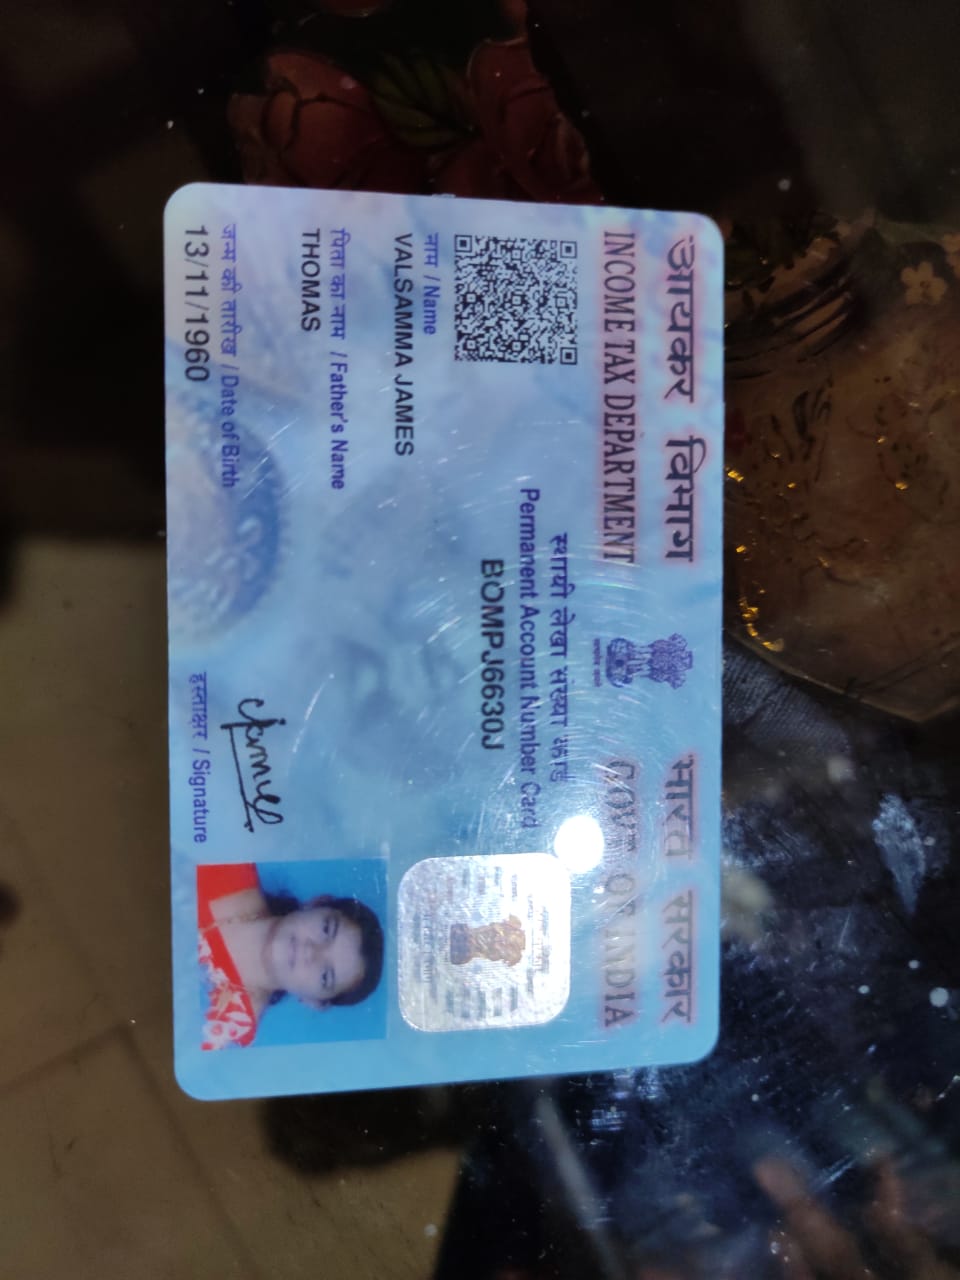 आयकर विभाग
INCOME TAX DEPARTMENT
भारत सरकार
GOVT. OF INDIA
स्थायी लेखा संख्या कार्ड
Permanent Account Number Card
BOMPJ6630J
नाम / Name
VALSAMMA JAMES
पिता का नाम / Father's Name
THOMAS
जन्म की तारीख / Date of Birth
13/11/1960
हस्ताक्षर / Signature